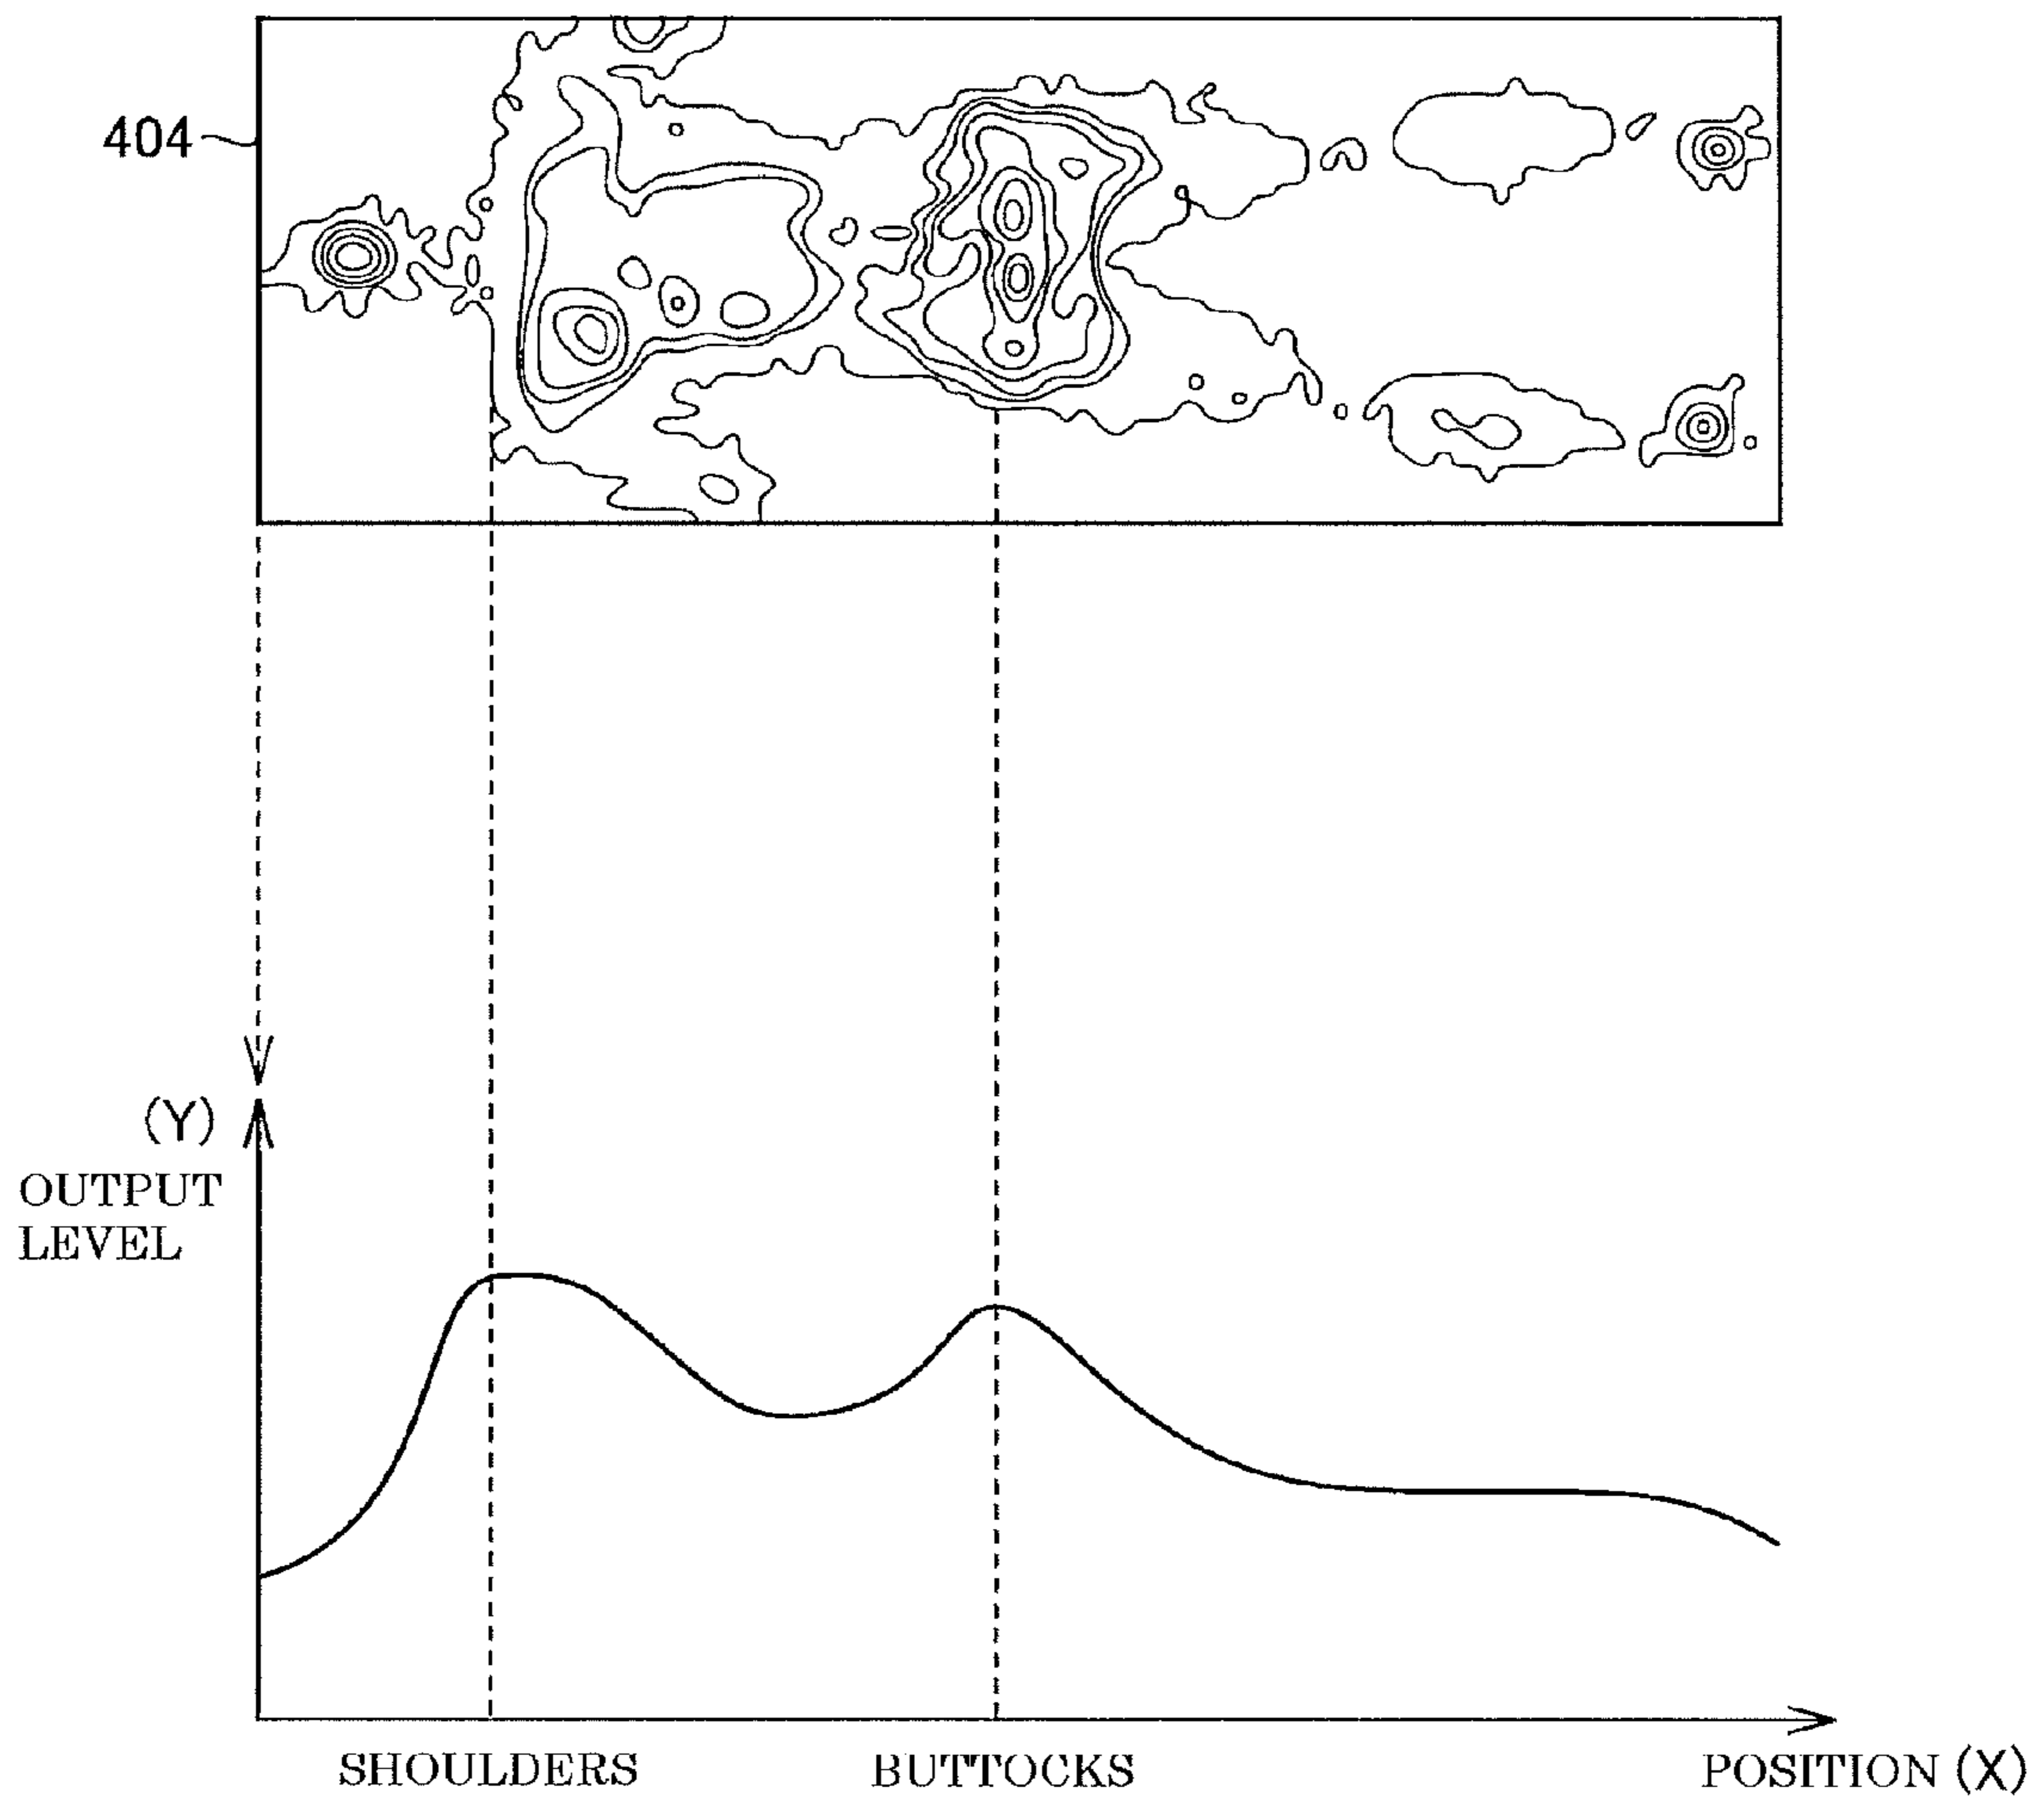 404
(Y)
OUTPUT
LEVEL
SHOULDERS
BUTTOCKS
POSITION (X)